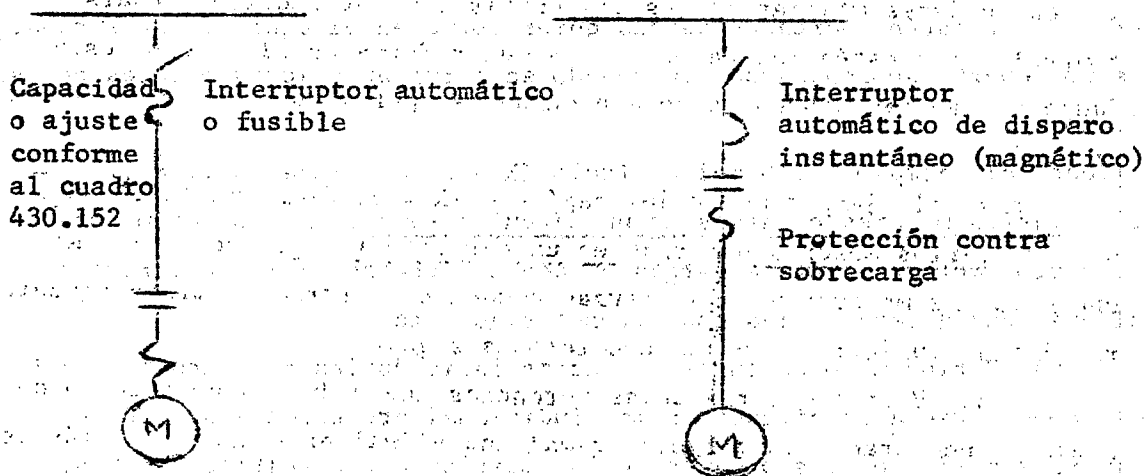 Capacidad
o ajuste
conforme
al cuadro
430.152
Interruptor automático
o fusible
M
Interruptor
automático de disparo
instantáneo (magnético)
Protección contra
sobrecarga
M